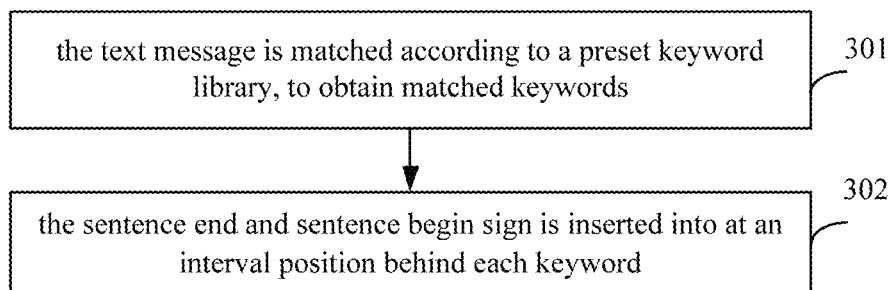 the text message is matched according to a preset keyword
library, to obtain matched keywords
301
the sentence end and sentence begin sign is inserted into at an
interval position behind each keyword
302